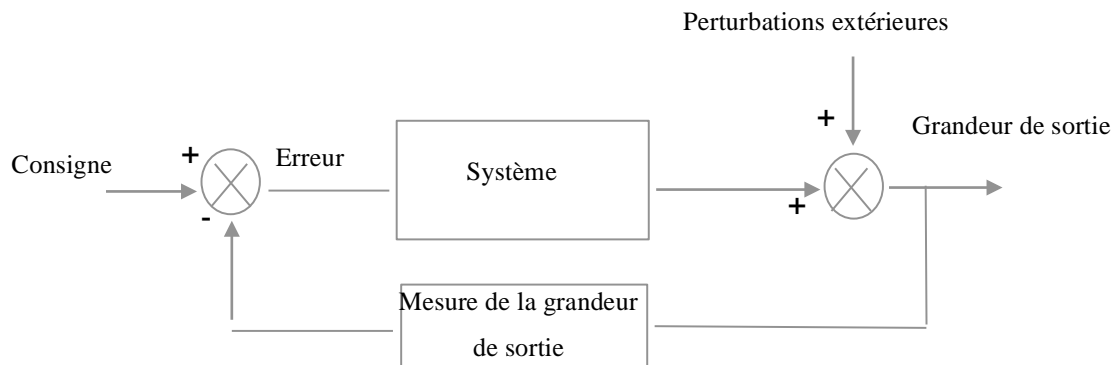 Perturbations extérieures
+
Grandeur de sortie
Consigne
+
Erreur
Système
+
-
Mesure de la grandeur
de sortie